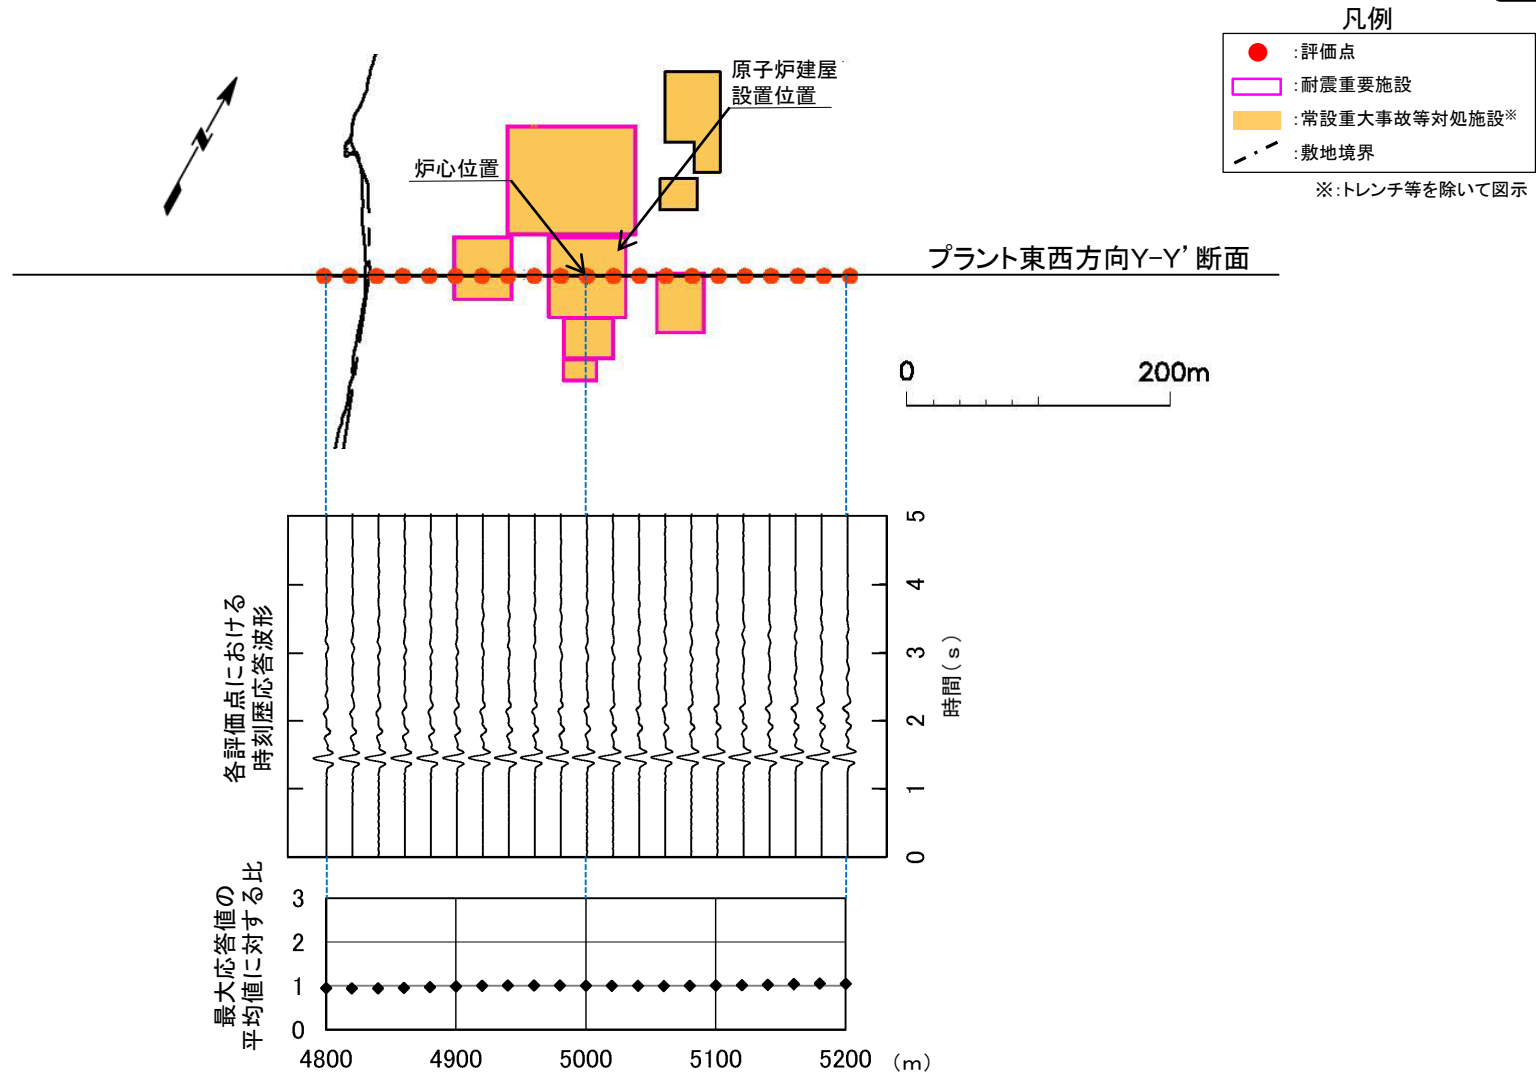 凡例
:評価点
:耐震重要施設
:常設重大事故等対処施設※
:敷地境界
※:トレンチ等を除いて図示
原子炉建屋
設置位置
炉心位置
N
プラント東西方向Y-Y’断面
0
200m
各評価点における
時刻歴応答波形
5
4
3
2
1
0
時間(s)
最大応答値の
平均値に対する比
3
2
1
0
4800
4900
5000
5100
5200
(m)